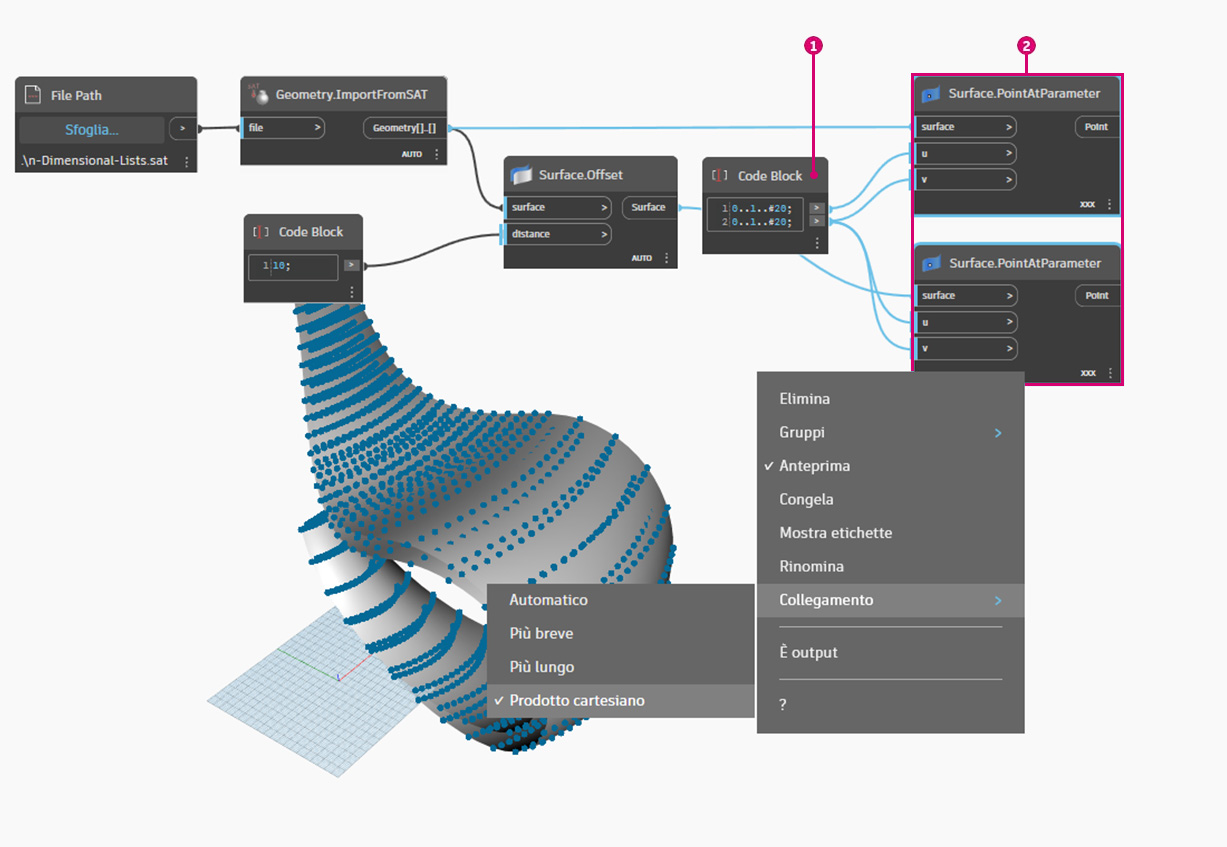 1
2
File Path
Sfoglia...
>
.\n-Dimensional-Lists.sat
Geometry.ImportFromSAT
file >
Geometry[]-[]
AUTO
Code Block
1 10;
>
Surface.Offset
surface >
Surface
distance >
AUTO
Code Block
1 0..1..#20; >
2 0..1..#20; >
Surface.PointAtParameter
surface >
Point
u >
v >
xxx
Surface.PointAtParameter
surface >
Point
u >
v >
xxx
Elimina
Gruppi >
✓ Anteprima
Congela
Mostra etichette
Rinomina
Collegamento >
È output
?
Automatico
Più breve
Più lungo
✓ Prodotto cartesiano